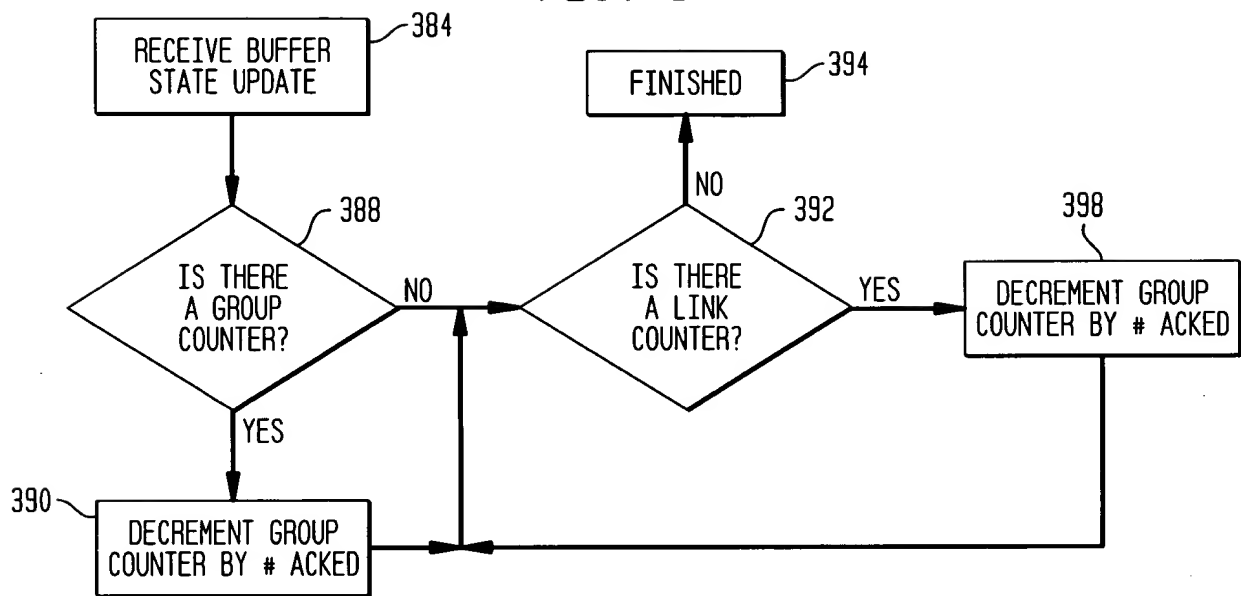 384
RECEIVE BUFFER
STATE UPDATE
394
FINISHED
NO
388
392
398
IS THERE
A GROUP
COUNTER?
NO
IS THERE
A LINK
COUNTER?
YES
DECREMENT GROUP
COUNTER BY # ACKED
YES
390
DECREMENT GROUP
COUNTER BY # ACKED